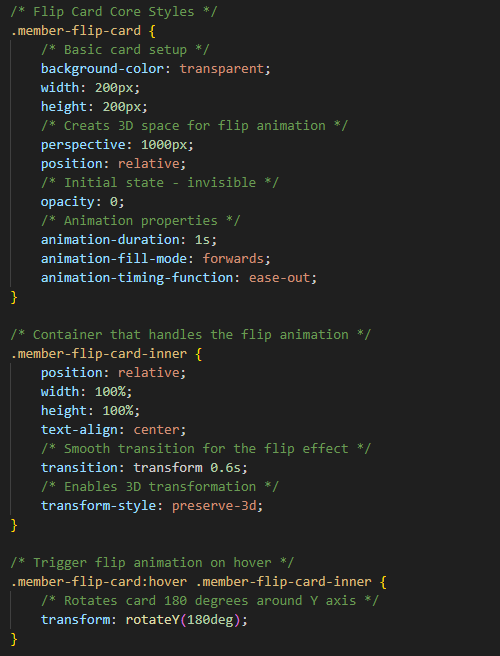 /* Flip Card Core Styles */
.member-flip-card {
/* Basic card setup */
background-color: transparent;
width: 200px;
height: 200px;
/* Creats 3D space for flip animation */
perspective: 1000px;
position: relative;
/* Initial state - invisible */
opacity: 0;
/* Animation properties */
animation-duration: 1s;
animation-fill-mode: forwards;
animation-timing-function: ease-out;
}
/* Container that handles the flip animation */
.member-flip-card-inner {
position: relative;
width: 100%;
height: 100%;
text-align: center;
/* Smooth transition for the flip effect */
transition: transform 0.6s;
/* Enables 3D transformation */
transform-style: preserve-3d;
}
/* Trigger flip animation on hover */
.member-flip-card:hover .member-flip-card-inner {
/* Rotates card 180 degrees around Y axis */
transform: rotateY(180deg);
}